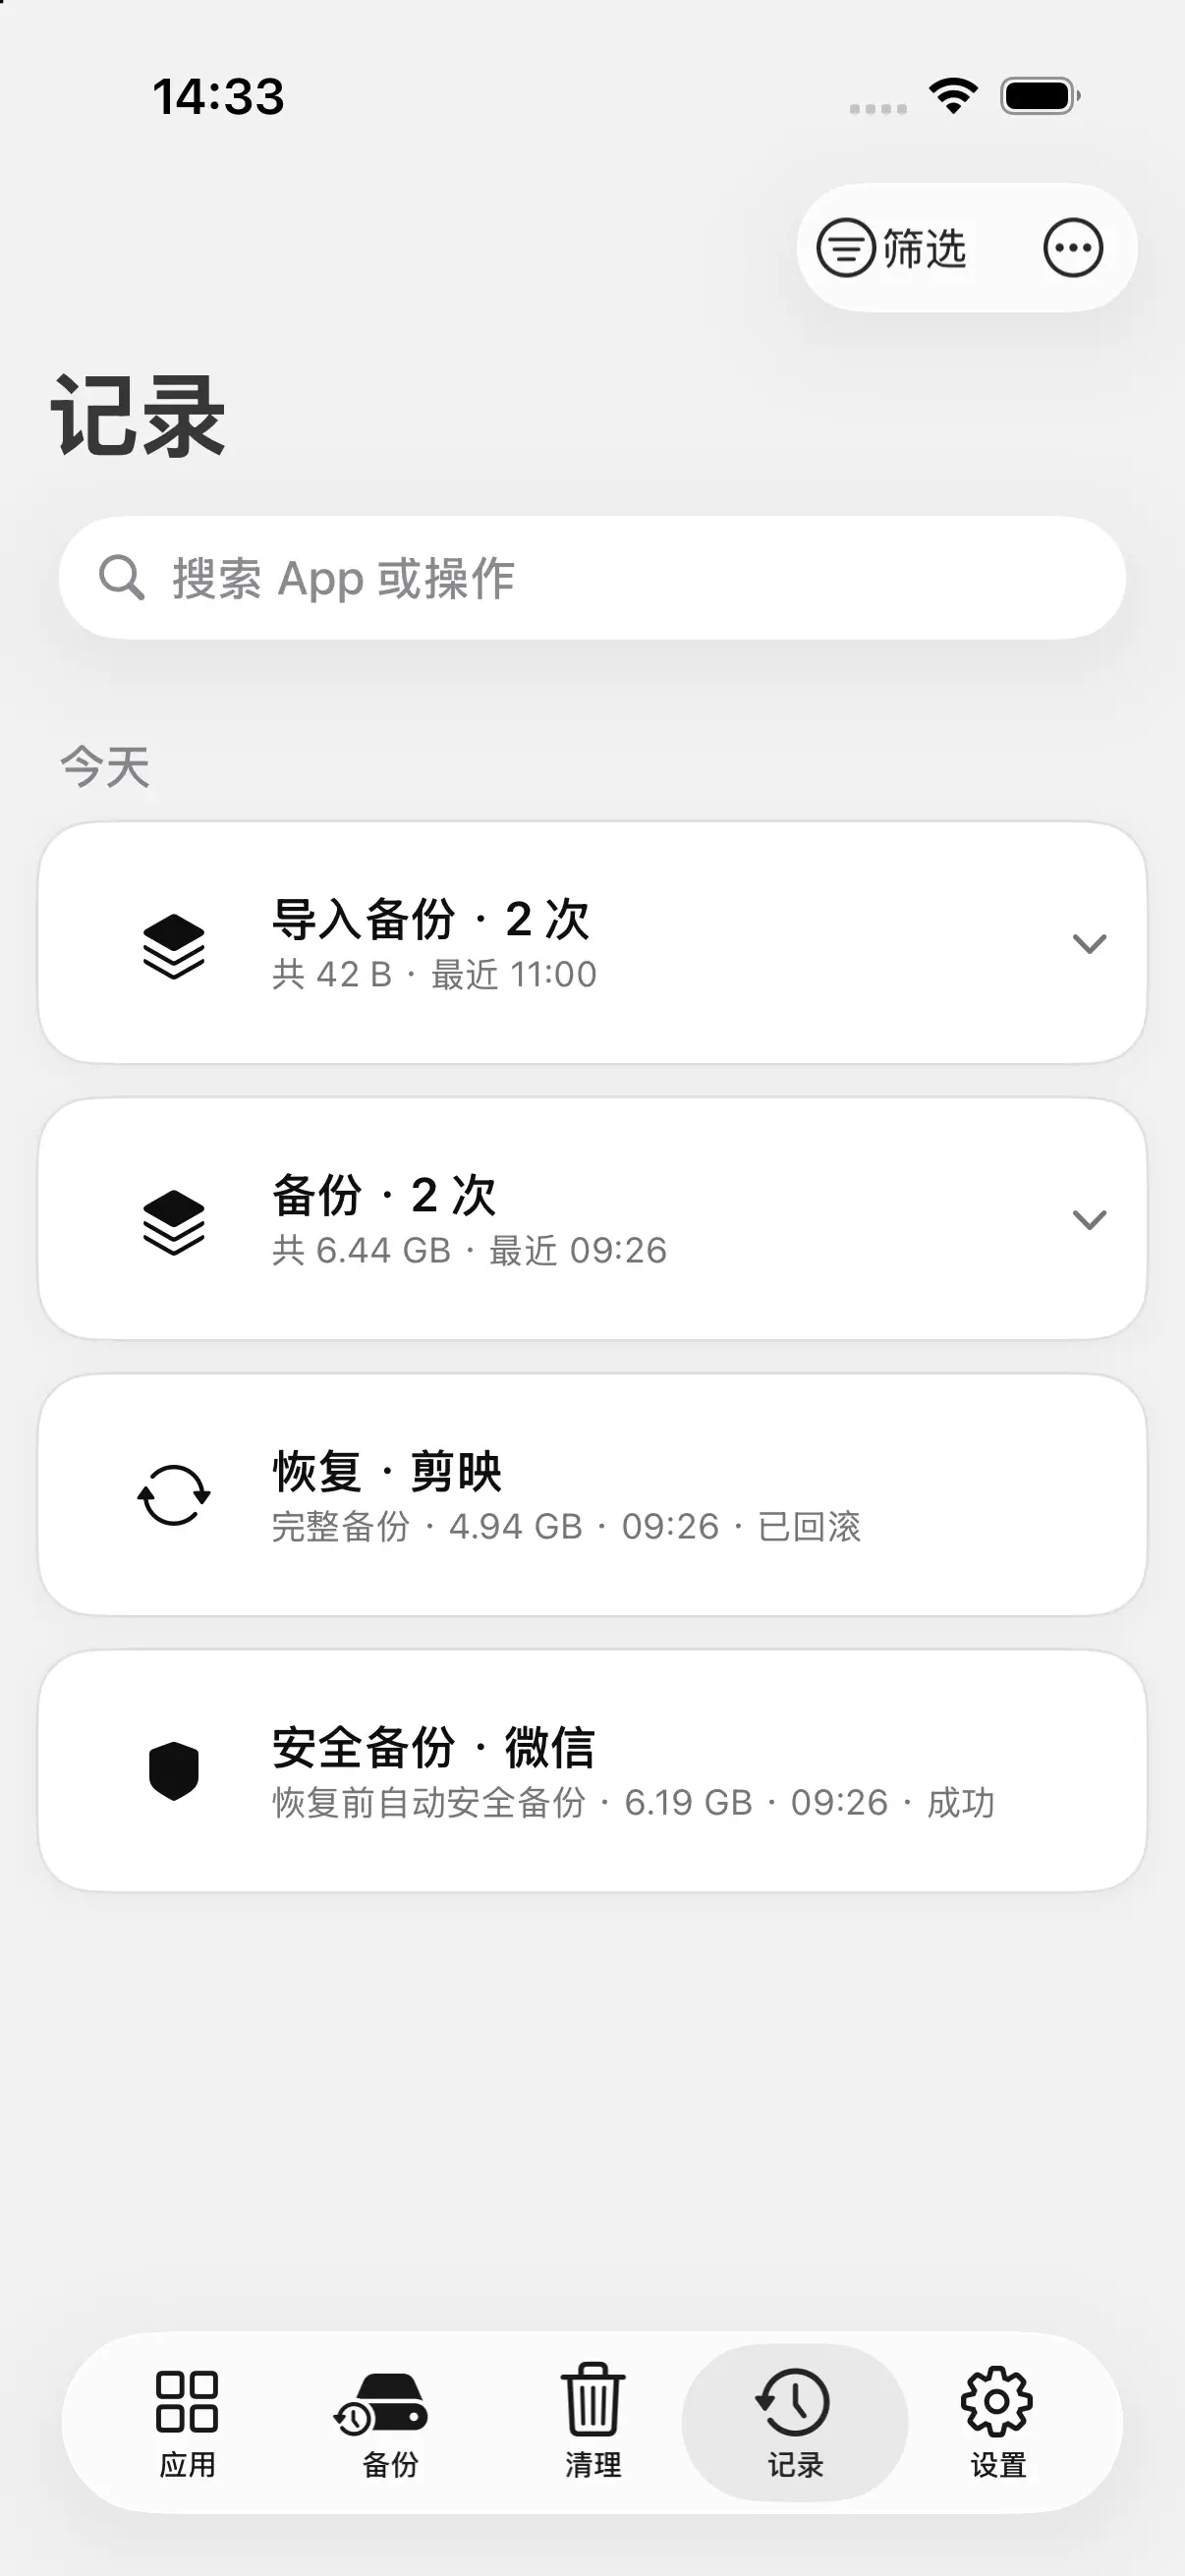 14:33
筛选
记录
搜索 App 或操作
今天
导入备份 · 2 次
共 42 B · 最近 11:00
备份 · 2 次
共 6.44 GB · 最近 09:26
恢复 · 剪映
完整备份 · 4.94 GB · 09:26 · 已回滚
安全备份 · 微信
恢复前自动安全备份 · 6.19 GB · 09:26 · 成功
应用
备份
清理
记录
设置